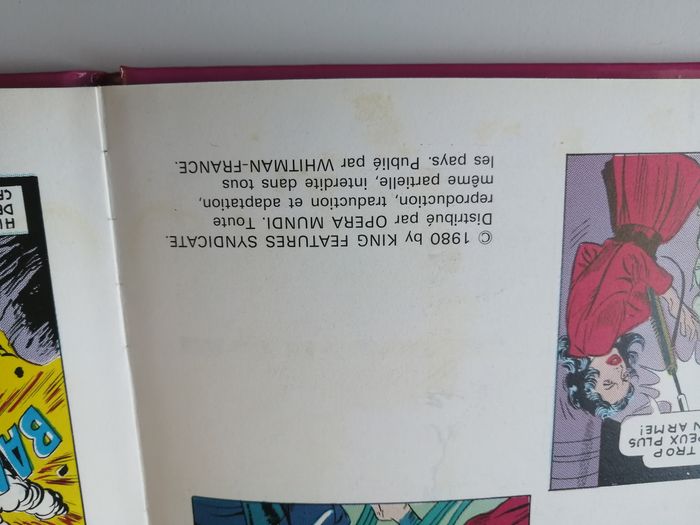 © 1980 by KING FEATURES SYNDICATE.
Distribué par OPERA MUNDI. Toute
reproduction, traduction et adaptation,
même partielle, interdite dans tous
les pays. Publié par WHITMAN-FRANCE.
TROP
PLUS
ARME!